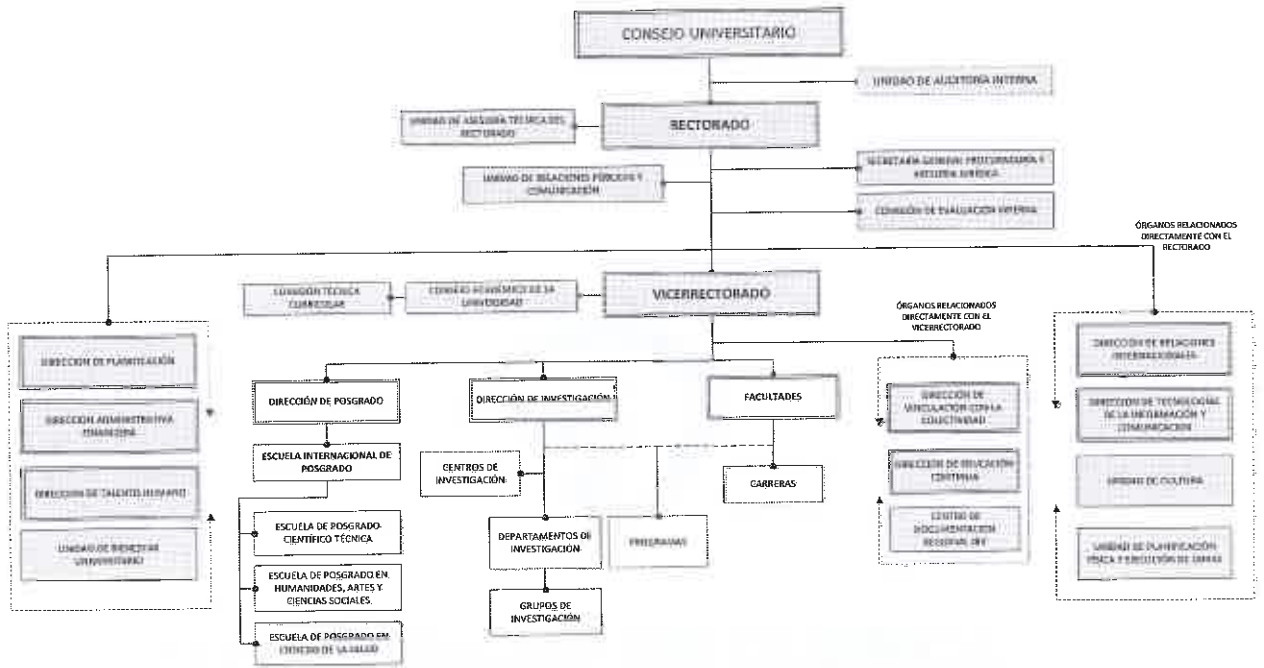 CONSEJO UNIVERSITARIO
UNIDAD DE AUDITORÍA INTERNA
UNIDAD DE ASESORÍA TÉCNICA DEL
RECTORADO
RECTORADO
SECRETARÍA GENERAL PROCURADURÍA Y
ASESORÍA JURÍDICA
UNIDAD DE RELACIONES PÚBLICAS Y
COMUNICACIÓN
COMISIÓN DE EVALUACIÓN INTERNA
ÓRGANOS RELACIONADOS
DIRECTAMENTE CON EL
RECTORADO
COMISIÓN TÉCNICA
CURRICULAR
CONSEJO ACADÉMICO DE LA
UNIVERSIDAD
VICERRECTORADO
ÓRGANOS RELACIONADOS
DIRECTAMENTE CON EL
VICERRECTORADO
DIRECCIÓN DE PLANIFICACIÓN
DIRECCIÓN ADMINISTRATIVA
FINANCIERA
DIRECCIÓN DE TALENTO HUMANO
UNIDAD DE BIENESTAR
UNIVERSITARIO
DIRECCIÓN DE POSGRADO
ESCUELA INTERNACIONAL DE
POSGRADO
ESCUELA DE POSGRADO
CIENTÍFICO TÉCNICA
ESCUELA DE POSGRADO EN
HUMANIDADES, ARTES Y
CIENCIAS SOCIALES
ESCUELA DE POSGRADO EN
CIENCIAS DE LA SALUD
DIRECCIÓN DE INVESTIGACIÓN
CENTROS DE
INVESTIGACIÓN
DEPARTAMENTOS DE
INVESTIGACIÓN
GRUPOS DE
INVESTIGACIÓN
FACULTADES
PROGRAMAS
CARRERAS
DIRECCIÓN DE
VINCULACIÓN CON LA
COLECTIVIDAD
DIRECCIÓN DE EDUCACIÓN
CONTINUA
CENTRO DE
DOCUMENTACIÓN
REGIONAL JBV
DIRECCIÓN DE RELACIONES
INTERNACIONALES
DIRECCIÓN DE TECNOLOGÍAS
DE LA INFORMACIÓN Y
COMUNICACIÓN
UNIDAD DE CULTURA
UNIDAD DE PLANIFICACIÓN
FÍSICA Y EJECUCIÓN DE OBRAS